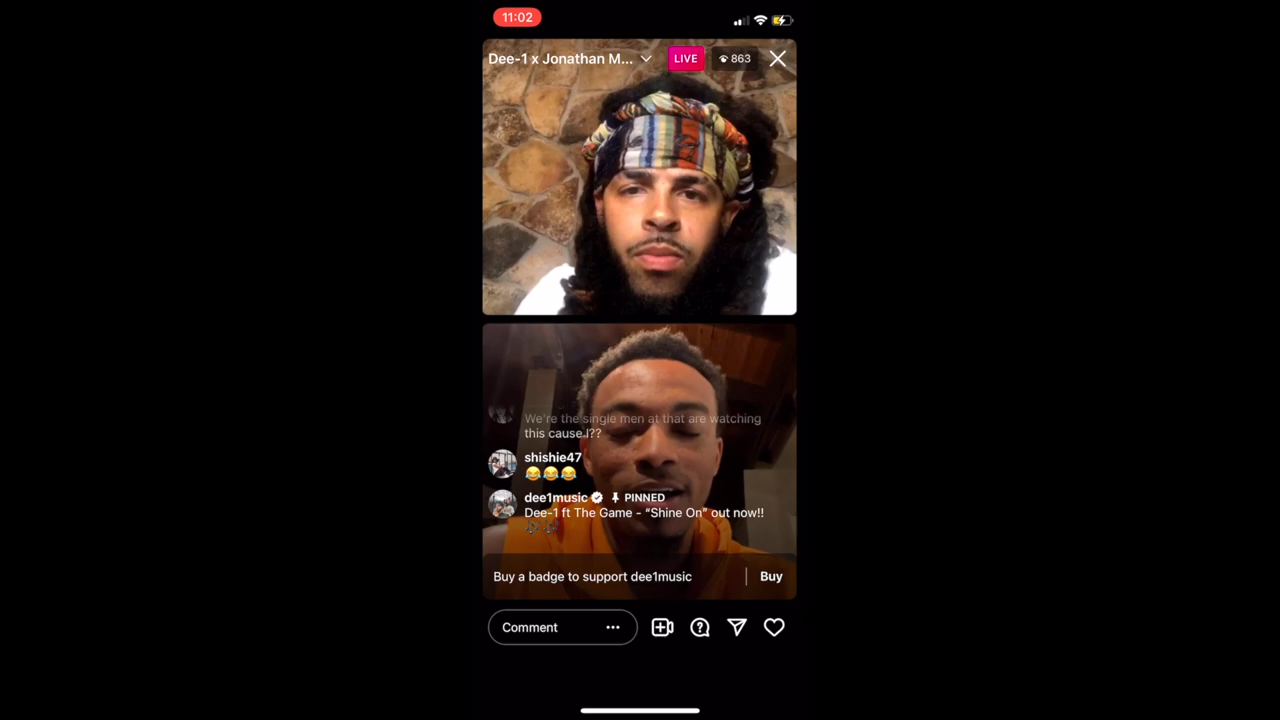 11:02
Dee-1 x Jonathan M...
LIVE
863
We're the single men at that are watching
this cause I??
shishie47
😂😂😂
dee1music PINNED
Dee-1 ft The Game - “Shine On” out now!!
🎶🎶
Buy a badge to support dee1music
Buy
Comment